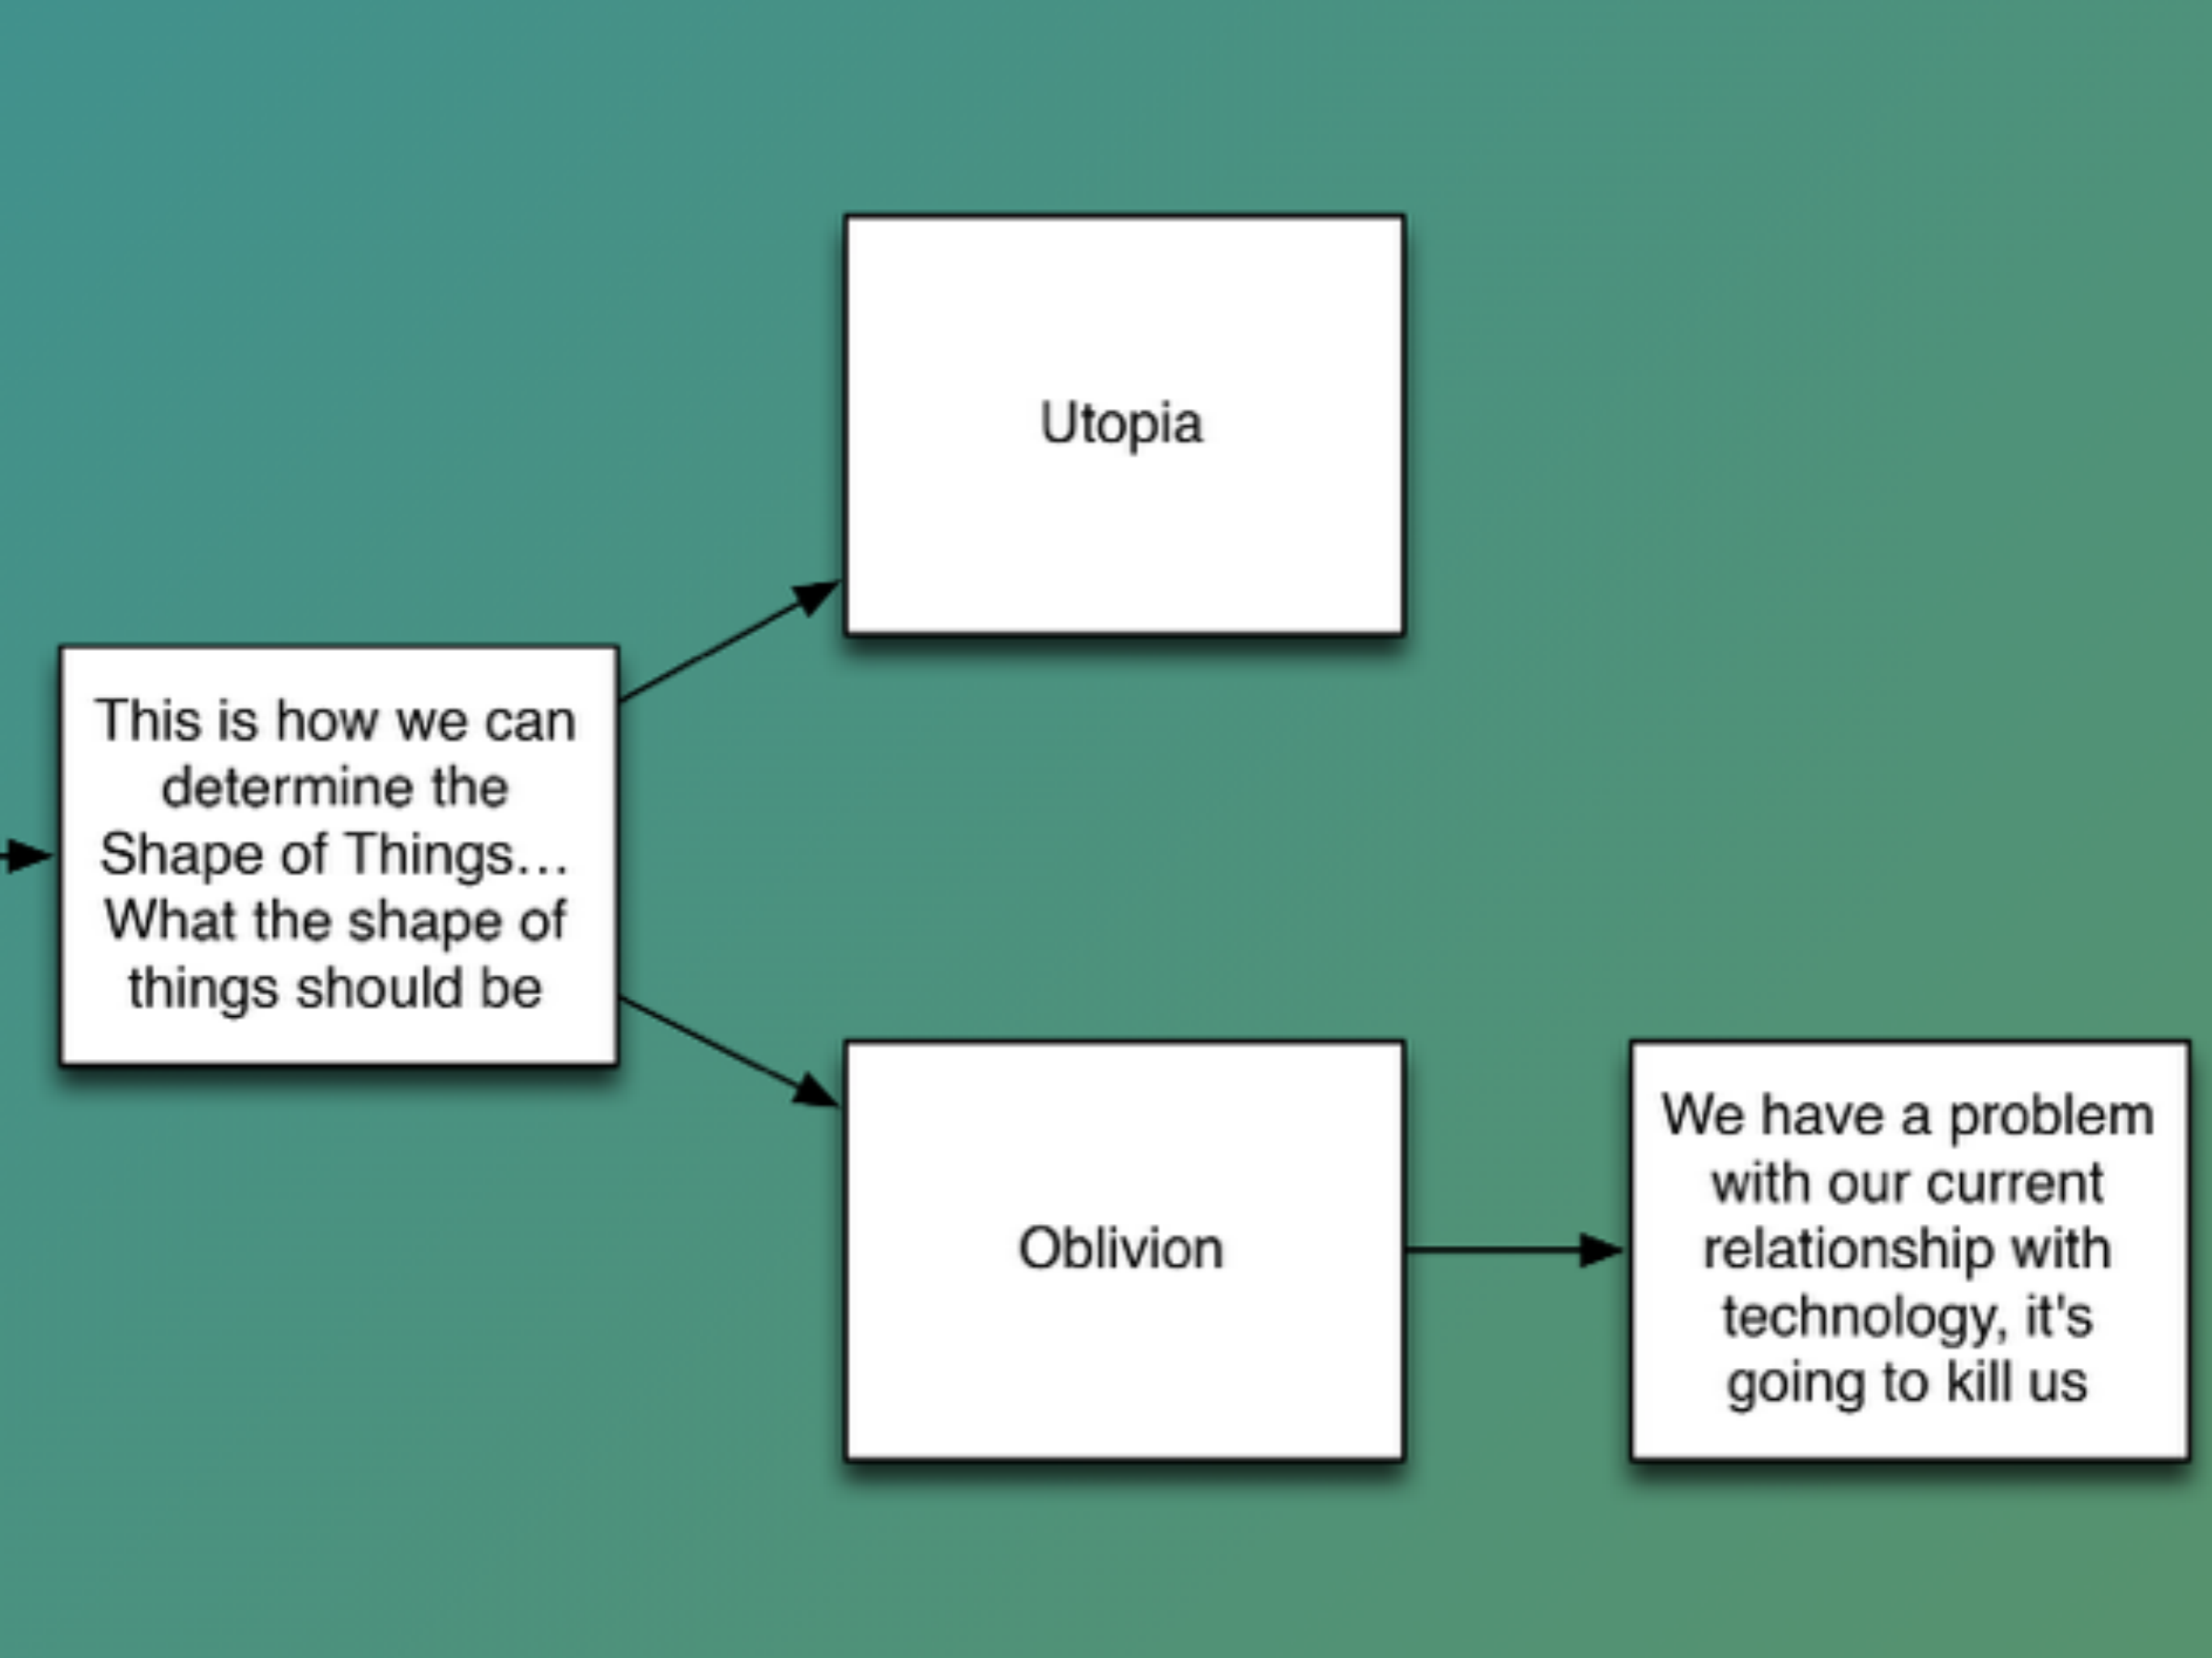 Utopia
This is how we can
determine the
Shape of Things...
What the shape of
things should be
Oblivion
We have a problem
with our current
relationship with
technology, it's
going to kill us